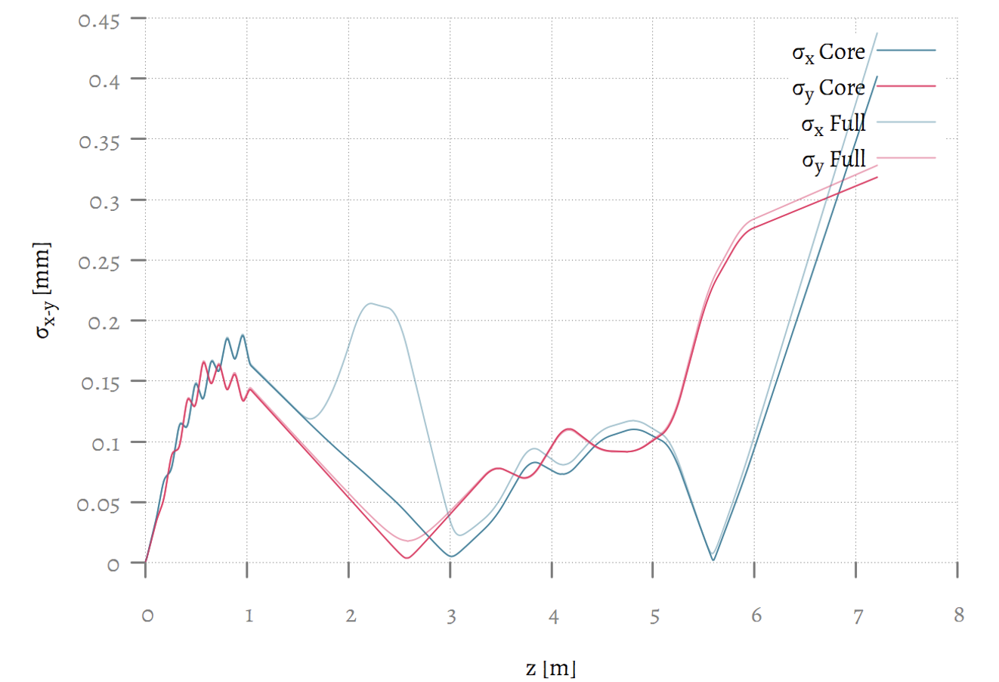 0.45
0.4
0.35
0.3
0.25
0.2
0.15
0.1
0.05
0
σx-y [mm]
σx Core
σy Core
σx Full
σy Full
0 1 2 3 4 5 6 7 8
z [m]